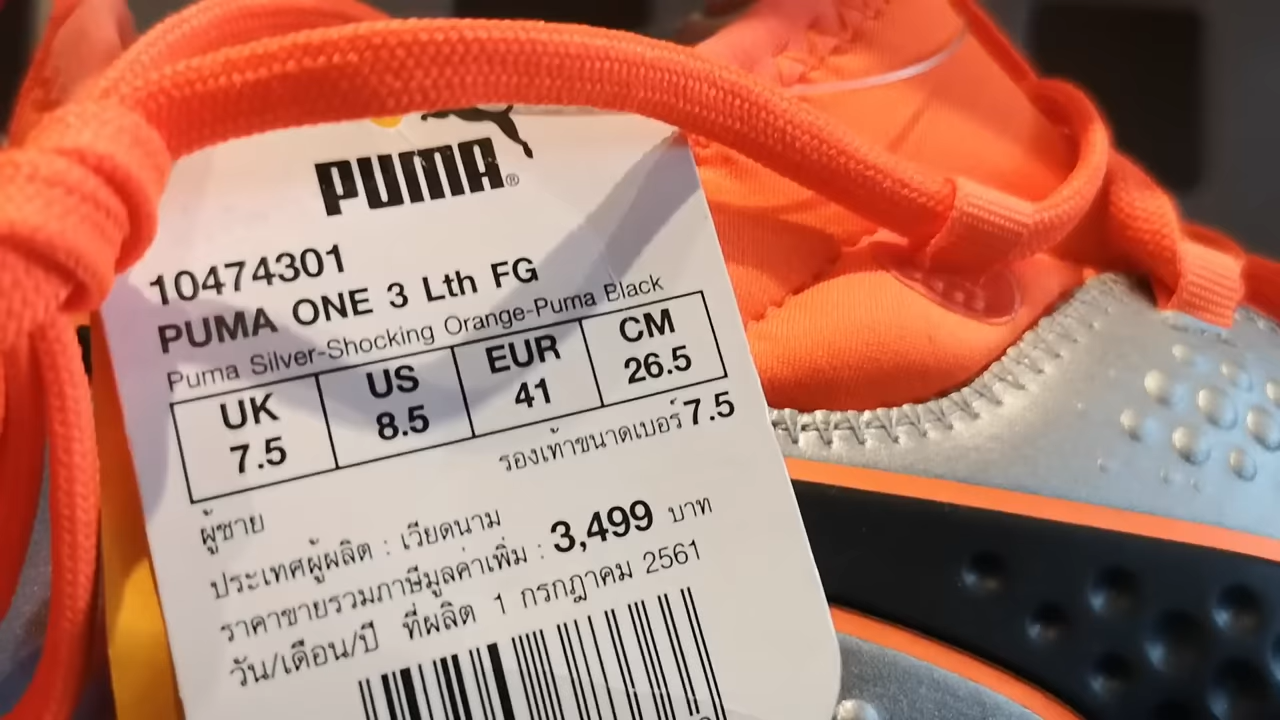 PUMA®
10474301
PUMA ONE 3 Lth FG
Puma Silver-Shocking Orange-Puma Black
UK US EUR CM
7.5 8.5 41 26.5
รองเท้าขนาดเบอร์ 7.5
ผู้ชาย
ประเทศผู้ผลิต : เวียดนาม
ราคาขายรวมภาษีมูลค่าเพิ่ม : 3,499 บาท
วัน/เดือน/ปี ที่ผลิต 1 กรกฎาคม 2561